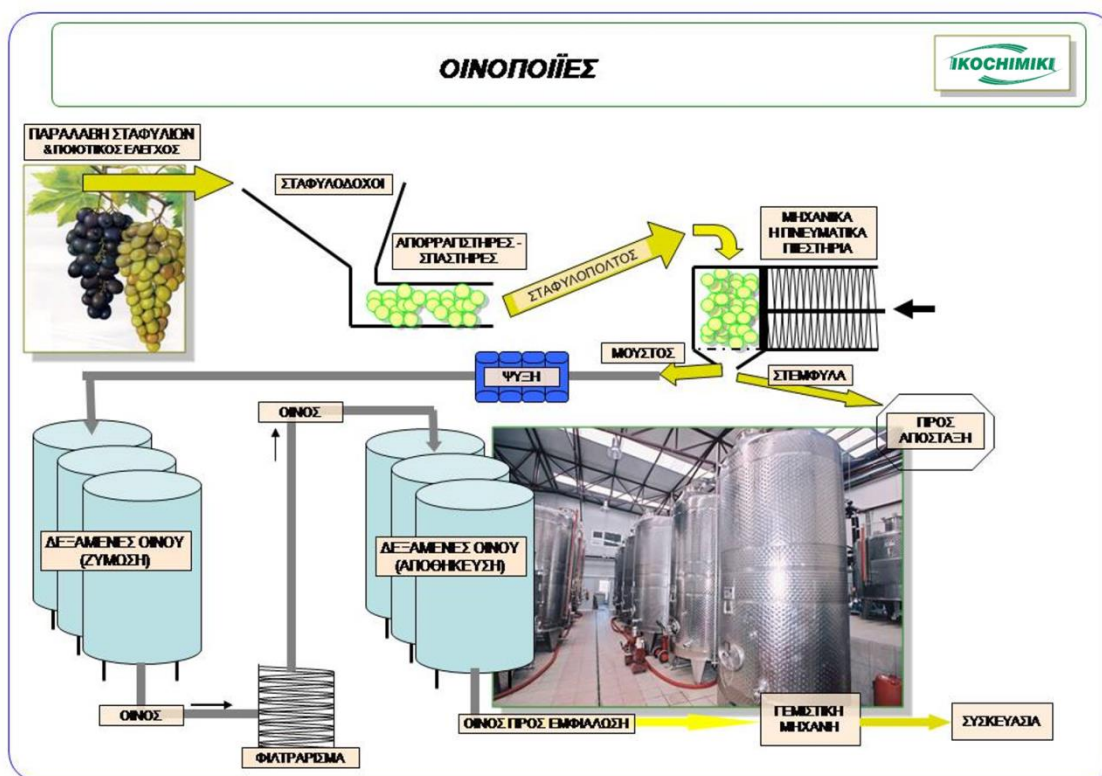 ΟΙΝΟΠΟΙΪΕΣ
IKOCHIMIKI
ΠΑΡΑΛΑΒΗ ΣΤΑΦΥΛΙΩΝ
& ΠΟΙΟΤΙΚΟΣ ΕΛΕΓΧΟΣ
ΣΤΑΦΥΛΟΔΟΧΟΙ
ΑΠΟΡΡΑΓΙΣΤΗΡΕΣ -
ΣΠΑΣΤΗΡΕΣ
ΣΤΑΦΥΛΟΠΟΛΤΟΣ
ΜΗΧΑΝΙΚΑ
Η ΠΝΕΥΜΑΤΙΚΑ
ΠΙΕΣΤΗΡΙΑ
ΜΟΥΣΤΟΣ
ΣΤΕΜΦΥΛΑ
ΨΥΞΗ
ΠΡΟΣ
ΑΠΟΣΤΑΞΗ
ΟΙΝΟΣ
ΔΕΞΑΜΕΝΕΣ ΟΙΝΟΥ
(ΖΥΜΩΣΗ)
ΔΕΞΑΜΕΝΕΣ ΟΙΝΟΥ
(ΑΠΟΘΗΚΕΥΣΗ)
ΟΙΝΟΣ
ΦΙΛΤΡΑΡΙΣΜΑ
ΟΙΝΟΣ ΠΡΟΣ ΕΜΦΙΑΛΩΣΗ
ΓΕΜΙΣΤΙΚΗ
ΜΗΧΑΝΗ
ΣΥΣΚΕΥΑΣΙΑ